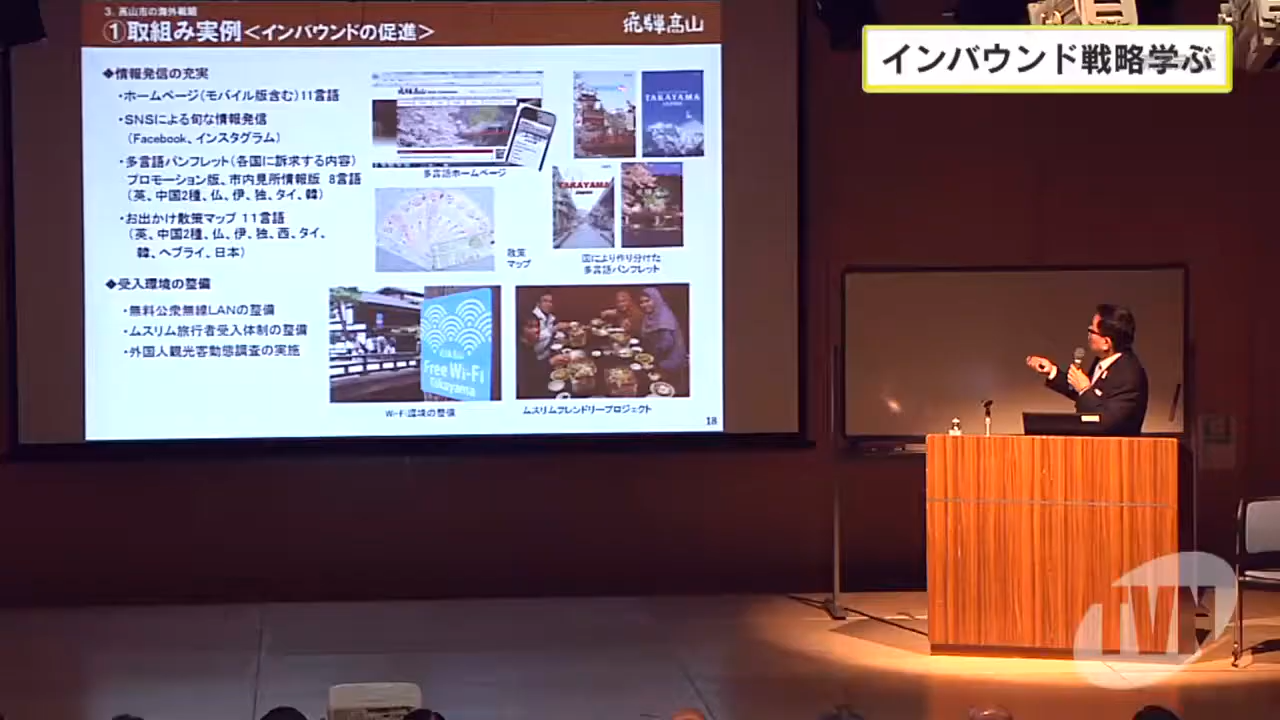 3. 高山市の海外戦略
①取組み実例<インバウンドの促進>
飛騨高山
インバウンド戦略学ぶ
◆情報発信の充実
・ホームページ(モバイル版含む)11言語
・SNSによる旬な情報発信
(Facebook、インスタグラム)
・多言語パンフレット(各国に訴求する内容)
プロモーション版、市内見所情報版 8言語
(英、中国2種、仏、伊、独、タイ、韓)
・お出かけ散策マップ 11言語
(英、中国2種、仏、伊、独、西、タイ、
韓、ヘブライ、日本)
◆受入環境の整備
・無料公衆無線LANの整備
・ムスリム旅行者受入体制の整備
・外国人観光客動態調査の実施
多言語ホームページ
TAKAYAMA
TAKAYAMA
散策
マップ
国により作り分けた
多言語パンフレット
Free Wi-Fi
Takayama
Wi-Fi環境の整備
ムスリムフレンドリープロジェクト
18